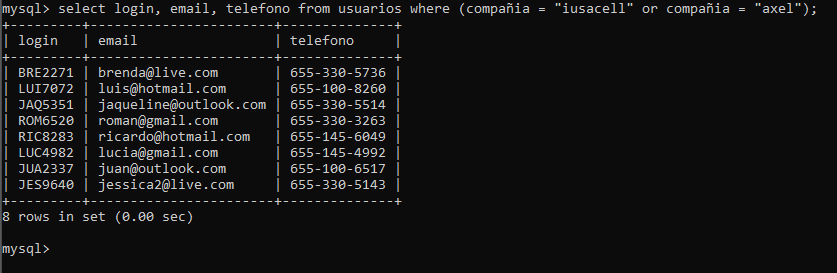 mysql> select login, email, telefono from usuarios where (compañia = "iusacell" or compañia = "axel");
+---------+-----------------------+--------------+
| login   | email                 | telefono     |
+---------+-----------------------+--------------+
| BRE2271 | brenda@live.com       | 655-330-5736 |
| LUI7072 | luis@hotmail.com      | 655-100-8260 |
| JAQ5351 | jaqueline@outlook.com | 655-330-5514 |
| ROM6520 | roman@gmail.com       | 655-330-3263 |
| RIC8283 | ricardo@hotmail.com   | 655-145-6049 |
| LUC4982 | lucia@gmail.com       | 655-145-4992 |
| JUA2337 | juan@outlook.com      | 655-100-6517 |
| JES9640 | jessica2@live.com     | 655-330-5143 |
+---------+-----------------------+--------------+
8 rows in set (0.00 sec)
mysql>